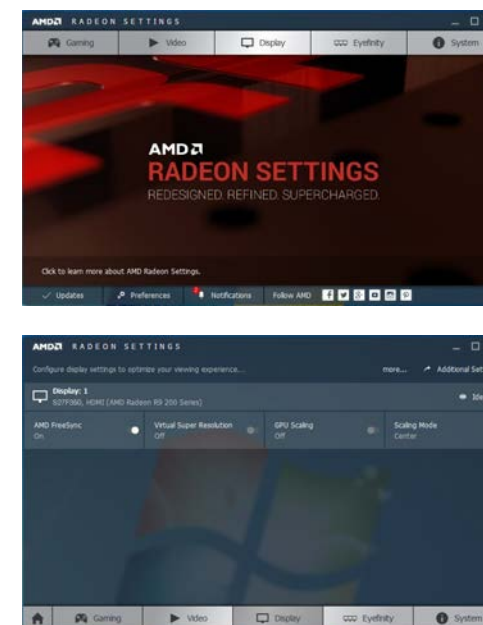 AMD RADEON SETTINGS
Gaming Video Display Eyefinity System
AMD
RADEON SETTINGS
REDESIGNED. REFINED. SUPERCHARGED.
Click to learn more about AMD Radeon Settings.
Updates Preferences Notifications Follow AMD
AMD RADEON SETTINGS
Configure display settings to optimize your viewing experience... more... Additional Set
Display: 1
S27F350, HDMI (AMD Radeon R9 200 Series) Ide
AMD FreeSync Virtual Super Resolution GPU Scaling Scaling Mode
On Off Off Center
Gaming Video Display Eyefinity System